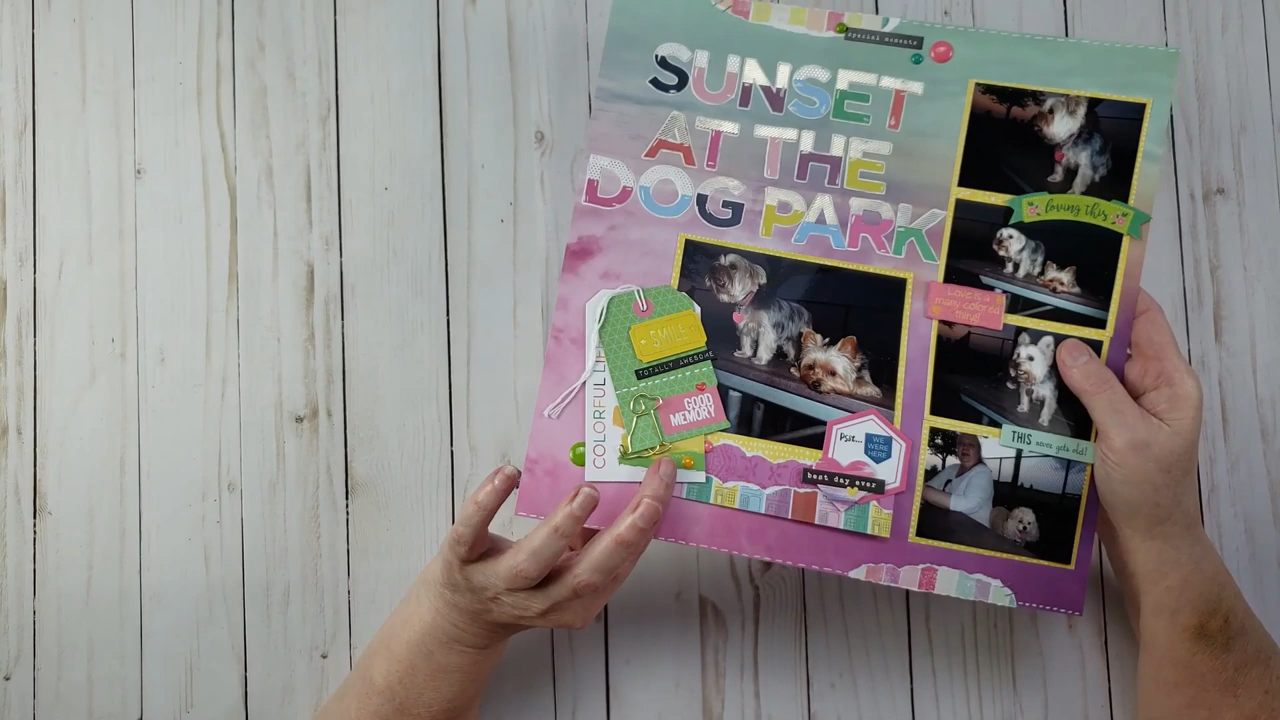 special moments
SUNSET
AT THE
DOG PARK
loving this
Love is a
many colored
thing!
SMILE
TOTALLY AWESOME
GOOD
MEMORY
Psst...
WE
WERE
HERE
best day ever
THIS never gets old!